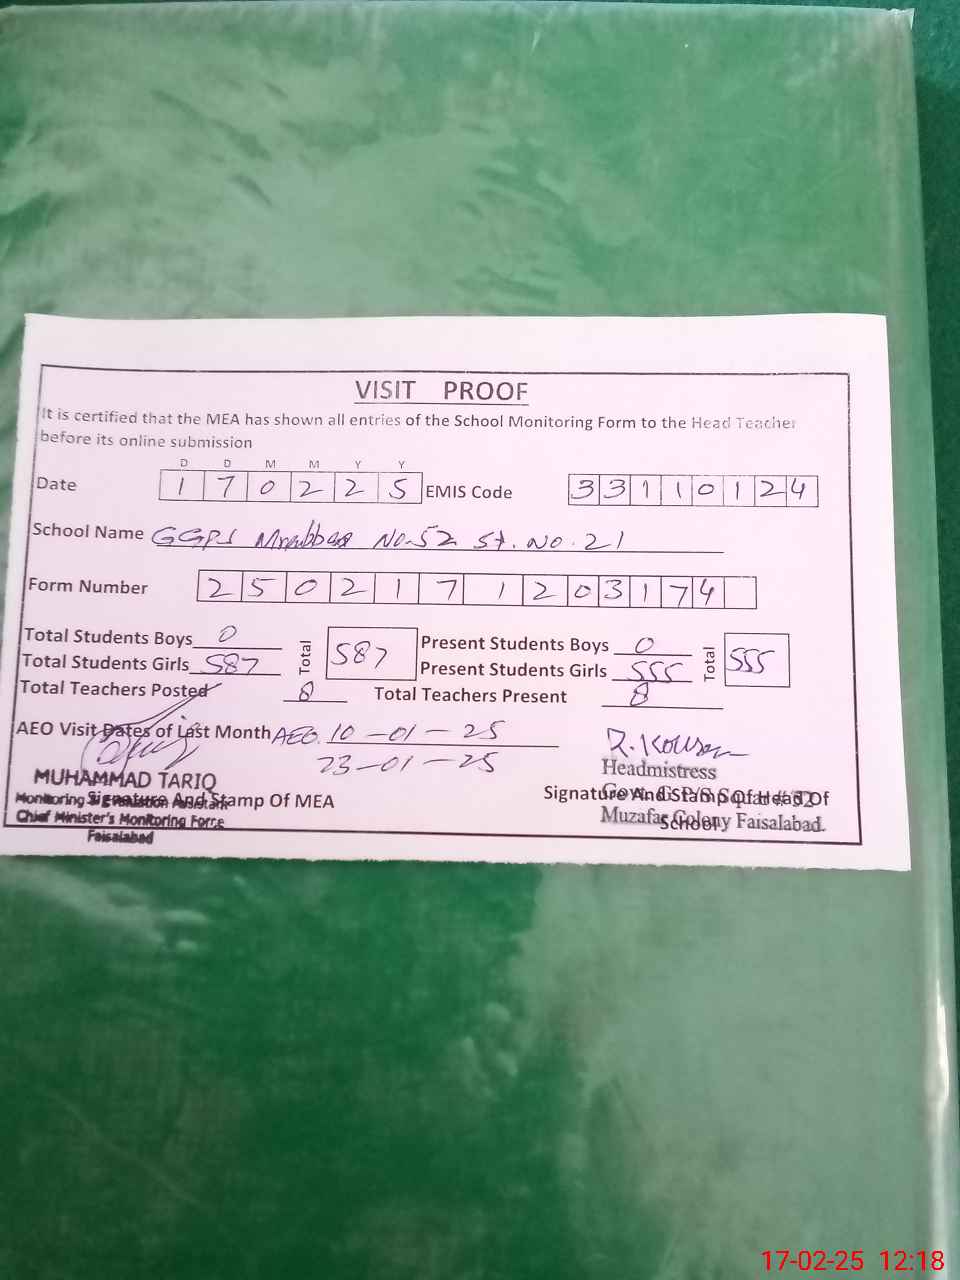 VISIT PROOF
It is certified that the MEA has shown all entries of the School Monitoring Form to the Head Teacher
before its online submission
D D M M Y Y
Date 1 7 0 2 2 5 EMIS Code 3 3 1 1 0 1 2 4
School Name GGPS Murabbaa No. 52 St. No. 21
Form Number 2 5 0 2 1 7 1 2 0 3 1 7 4
Total Students Boys 0 Total 587 Present Students Boys 0 Total 555
Total Students Girls 587 Present Students Girls 555
Total Teachers Posted 8 Total Teachers Present 8
AEO Visit Dates of Last Month AEO. 10-01-25
23-01-25
R. Kousar
MUHAMMAD TARIQ
Headmistress
Signature And Stamp Of MEA
Signature And Stamp Of Head Of
School
Monitoring & Evaluation Assistant
Chief Minister's Monitoring Force
Faisalabad
Muzafar Colony Faisalabad.
17-02-25 12:18